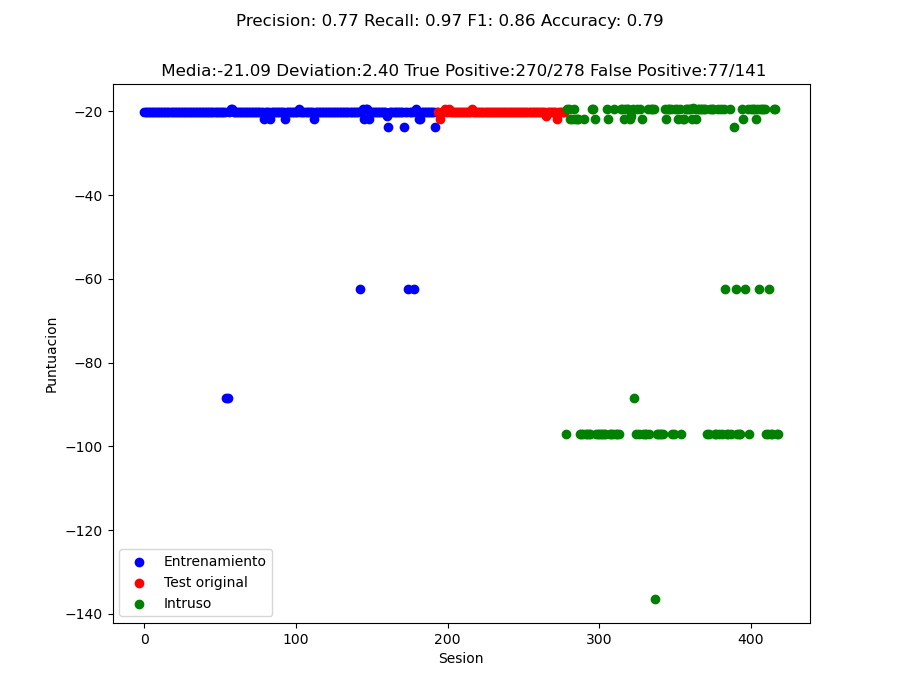 Precision: 0.77 Recall: 0.97 F1: 0.86 Accuracy: 0.79
Media:-21.09 Deviation:2.40 True Positive:270/278 False Positive:77/141
−20
−40
−60
−80
−100
−120
−140
Puntuacion
Entrenamiento
Test original
Intruso
0 100 200 300 400
Sesion